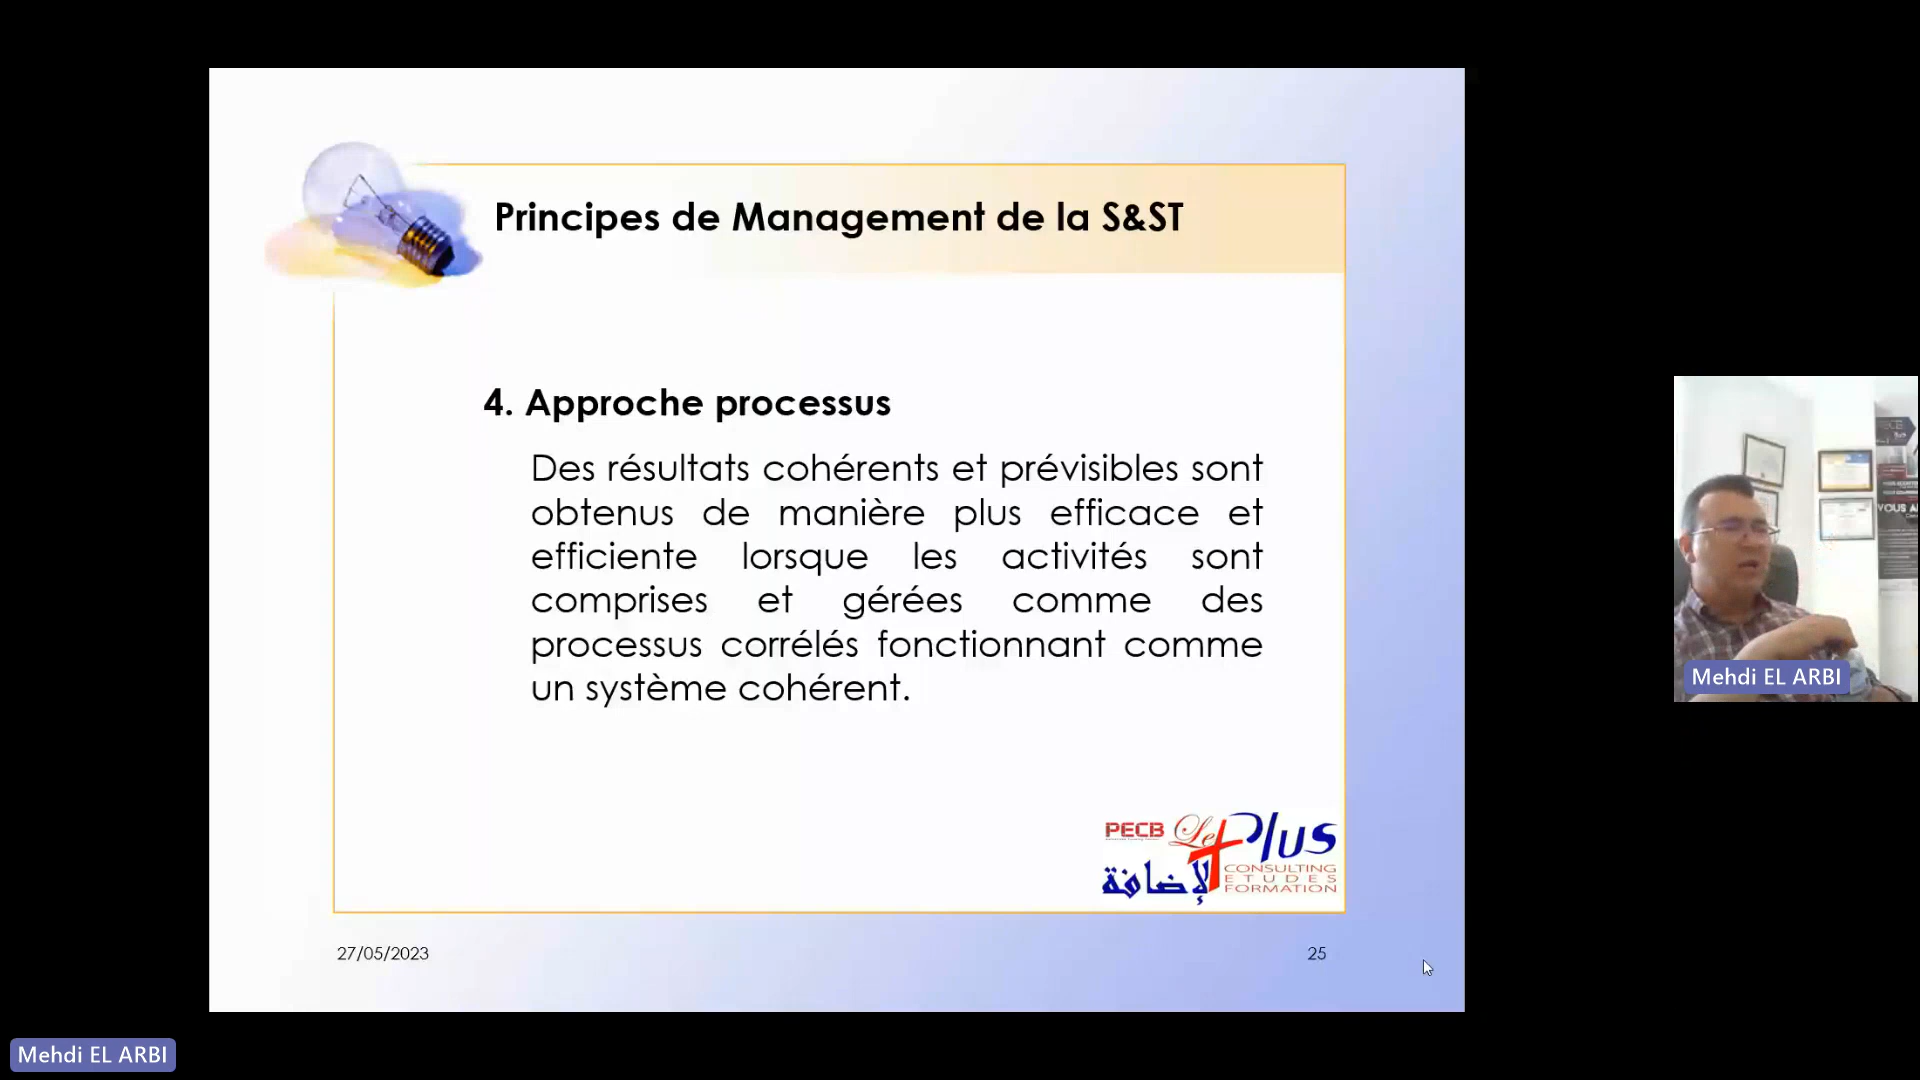 Principes de Management de la S&ST
4. Approche processus
Des résultats cohérents et prévisibles sont
obtenus de manière plus efficace et
efficiente lorsque les activités sont
comprises et gérées comme des
processus corrélés fonctionnant comme
un système cohérent.
PECB Le Plus
الإضافة
CONSULTING
ETUDES
FORMATION
27/05/2023
25
VOUS A
Mehdi EL ARBI
Mehdi EL ARBI